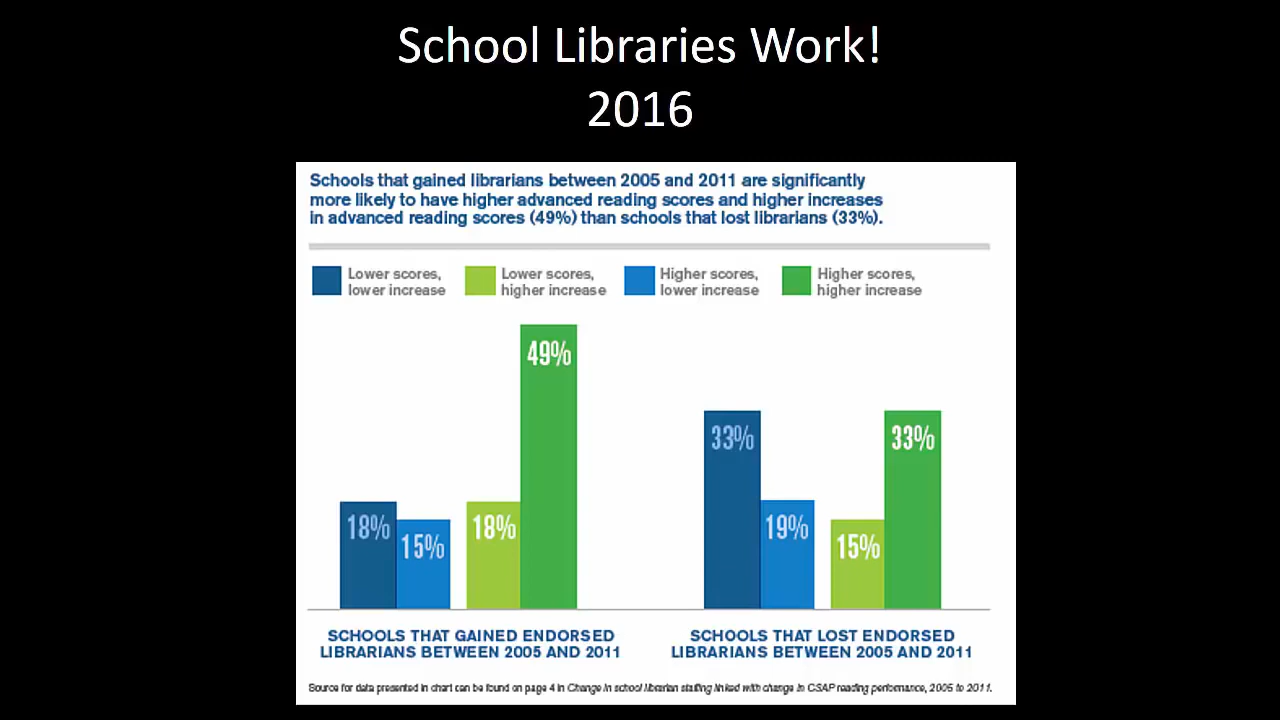 School Libraries Work!
2016
Schools that gained librarians between 2005 and 2011 are significantly
more likely to have higher advanced reading scores and higher increases
in advanced reading scores (49%) than schools that lost librarians (33%).
Lower scores,
lower increase
Lower scores,
higher increase
Higher scores,
lower increase
Higher scores,
higher increase
18%
15%
18%
49%
33%
19%
15%
33%
SCHOOLS THAT GAINED ENDORSED
LIBRARIANS BETWEEN 2005 AND 2011
SCHOOLS THAT LOST ENDORSED
LIBRARIANS BETWEEN 2005 AND 2011
Source for data presented in chart can be found on page 4 in Change in school librarian staffing linked with change in CSAP reading performance, 2005 to 2011.